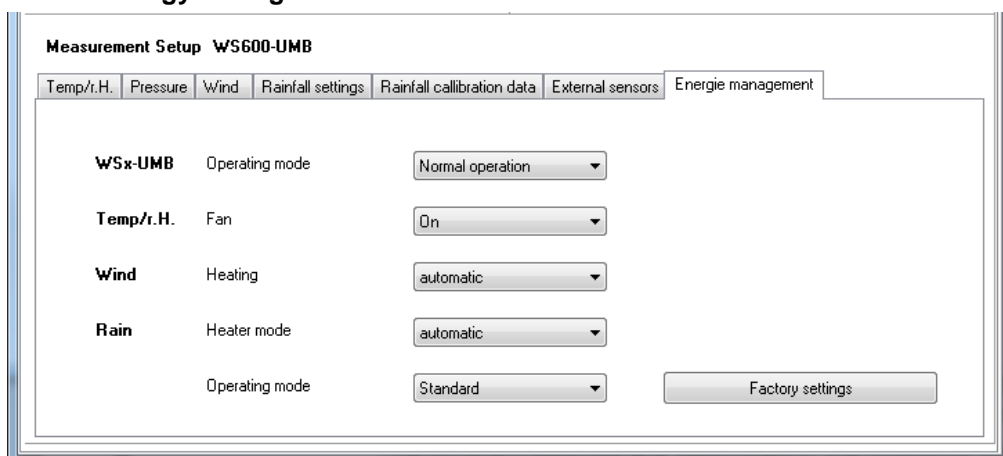 Measurement Setup WS600-UMB
Temp/r.H. Pressure Wind Rainfall settings Rainfall callibration data External sensors Energie management
WSx-UMB Operating mode Normal operation
Temp/r.H. Fan On
Wind Heating automatic
Rain Heater mode automatic
Operating mode Standard Factory settings